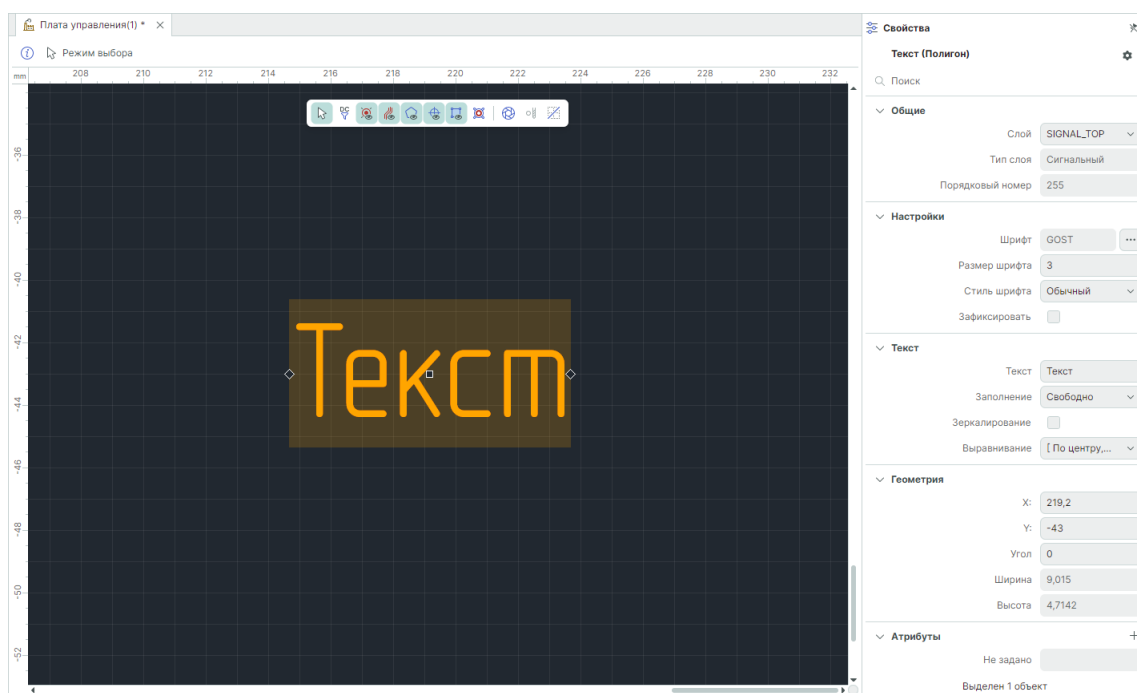 Плата управления(1) *
Режим выбора
mm 208 210 212 214 216 218 220 222 224 226 228 230 232
-36
-38
-40
-42
-44
-46
-48
-50
-52
Текст
Свойства
Текст (Полигон)
Поиск
Общие
Слой SIGNAL_TOP
Тип слоя Сигнальный
Порядковый номер 255
Настройки
Шрифт GOST ...
Размер шрифта 3
Стиль шрифта Обычный
Зафиксировать
Текст
Текст Текст
Заполнение Свободно
Зеркалирование
Выравнивание [ По центру,...
Геометрия
X: 219,2
Y: -43
Угол 0
Ширина 9,015
Высота 4,7142
Атрибуты
Не задано
Выделен 1 объект